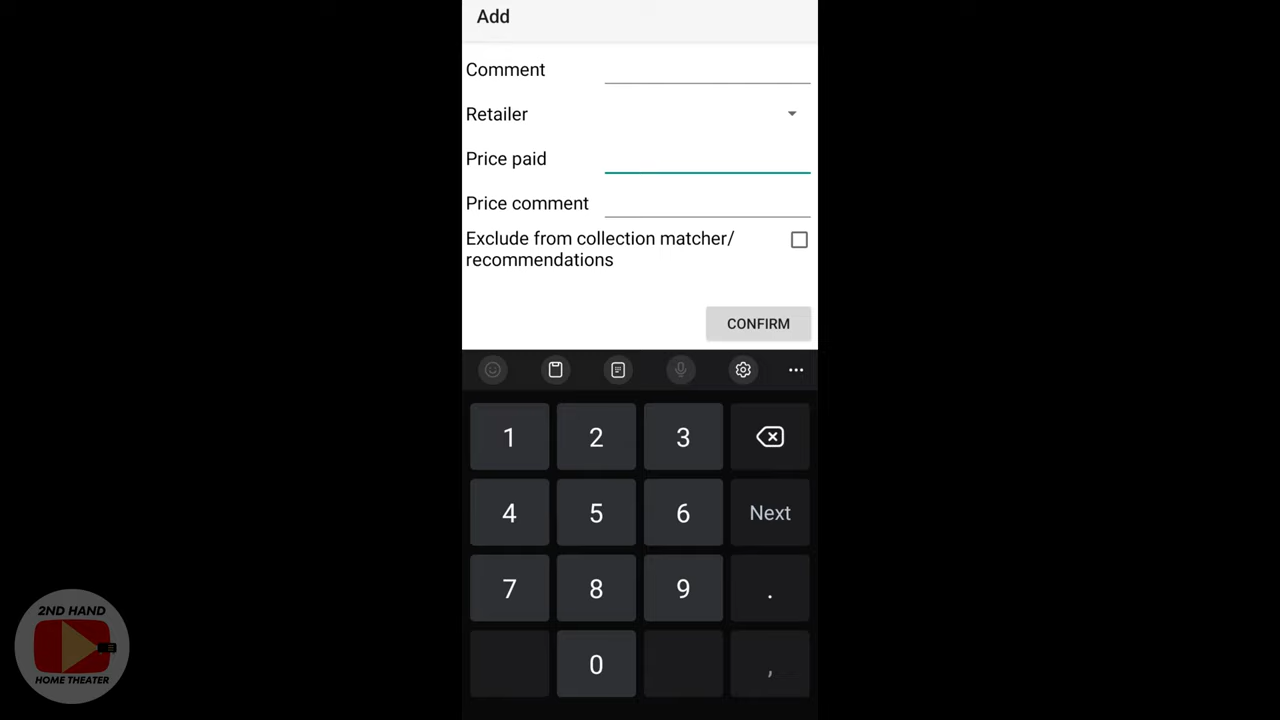 Add
Comment
Retailer
Price paid
Price comment
Exclude from collection matcher/
recommendations
CONFIRM
1 2 3
4 5 6 Next
7 8 9 .
0 ,
2ND HAND
HOME THEATER